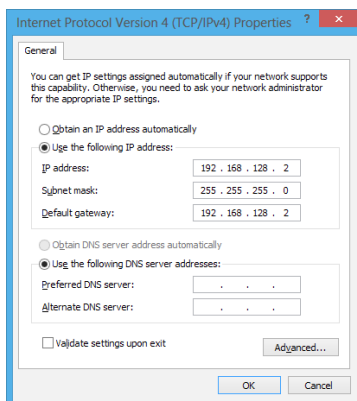 Internet Protocol Version 4 (TCP/IPv4) Properties ? ×
General
You can get IP settings assigned automatically if your network supports
this capability. Otherwise, you need to ask your network administrator
for the appropriate IP settings.
Obtain an IP address automatically
Use the following IP address:
IP address: 192 . 168 . 128 . 2
Subnet mask: 255 . 255 . 255 . 0
Default gateway: 192 . 168 . 128 . 2
Obtain DNS server address automatically
Use the following DNS server addresses:
Preferred DNS server: . . .
Alternate DNS server: . . .
Validate settings upon exit Advanced...
OK Cancel